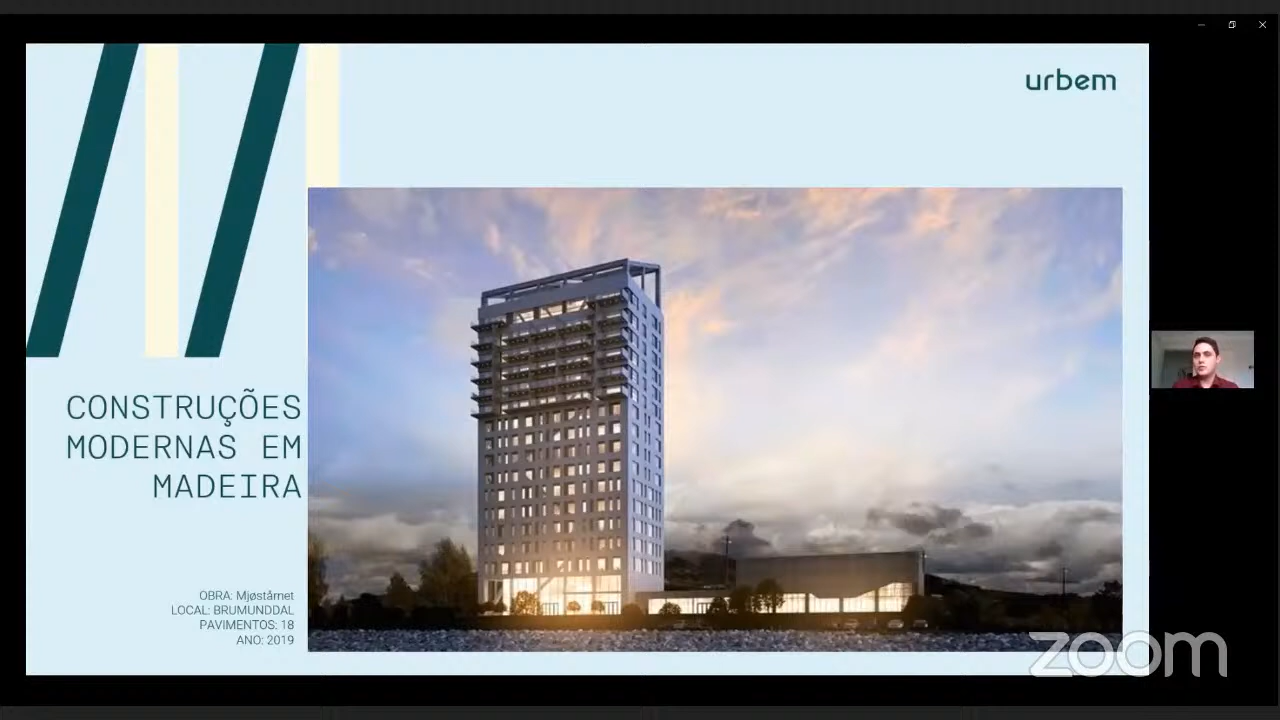 urbem
CONSTRUÇÕES
MODERNAS EM
MADEIRA
OBRA: Mjøstårnet
LOCAL: BRUMUNDDAL
PAVIMENTOS: 18
ANO: 2019
zoom